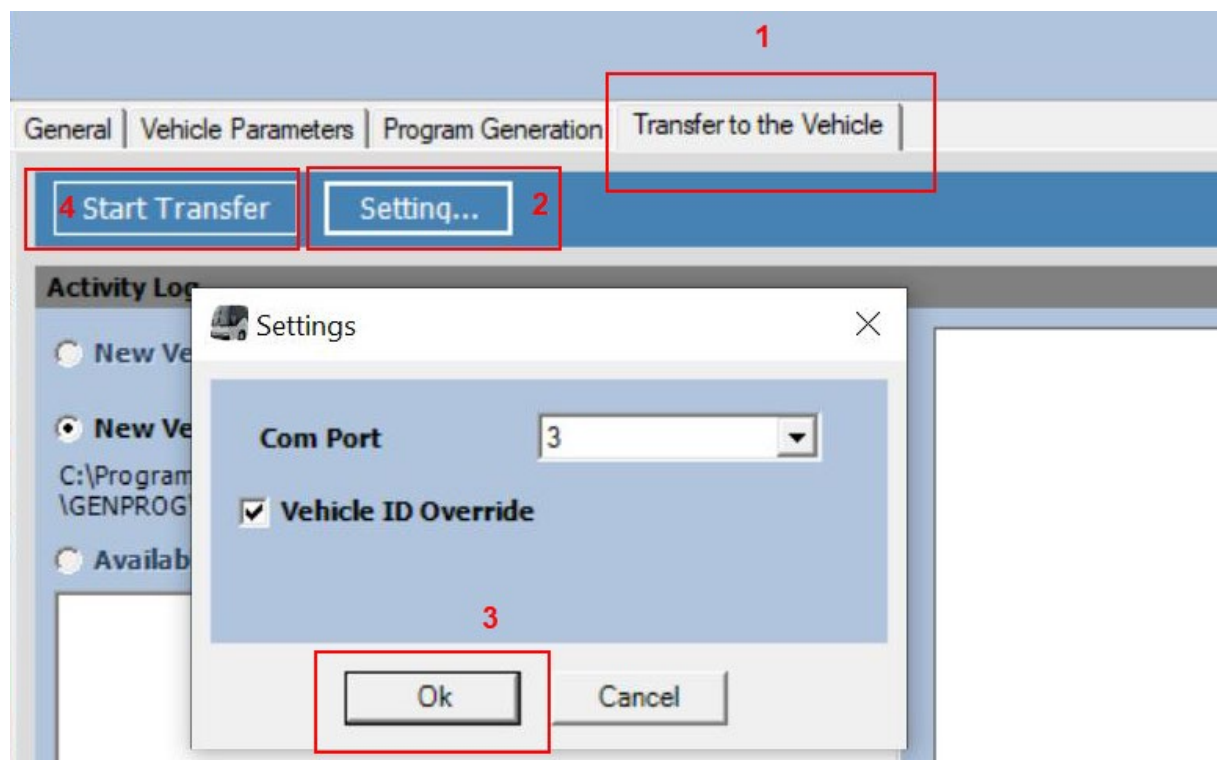 1
General Vehicle Parameters Program Generation Transfer to the Vehicle
4 Start Transfer Setting... 2
Activity Log
Settings
New Ve
New Ve
Com Port 3
C:\Program
\GENPROG
Vehicle ID Override
Availab
3
Ok Cancel